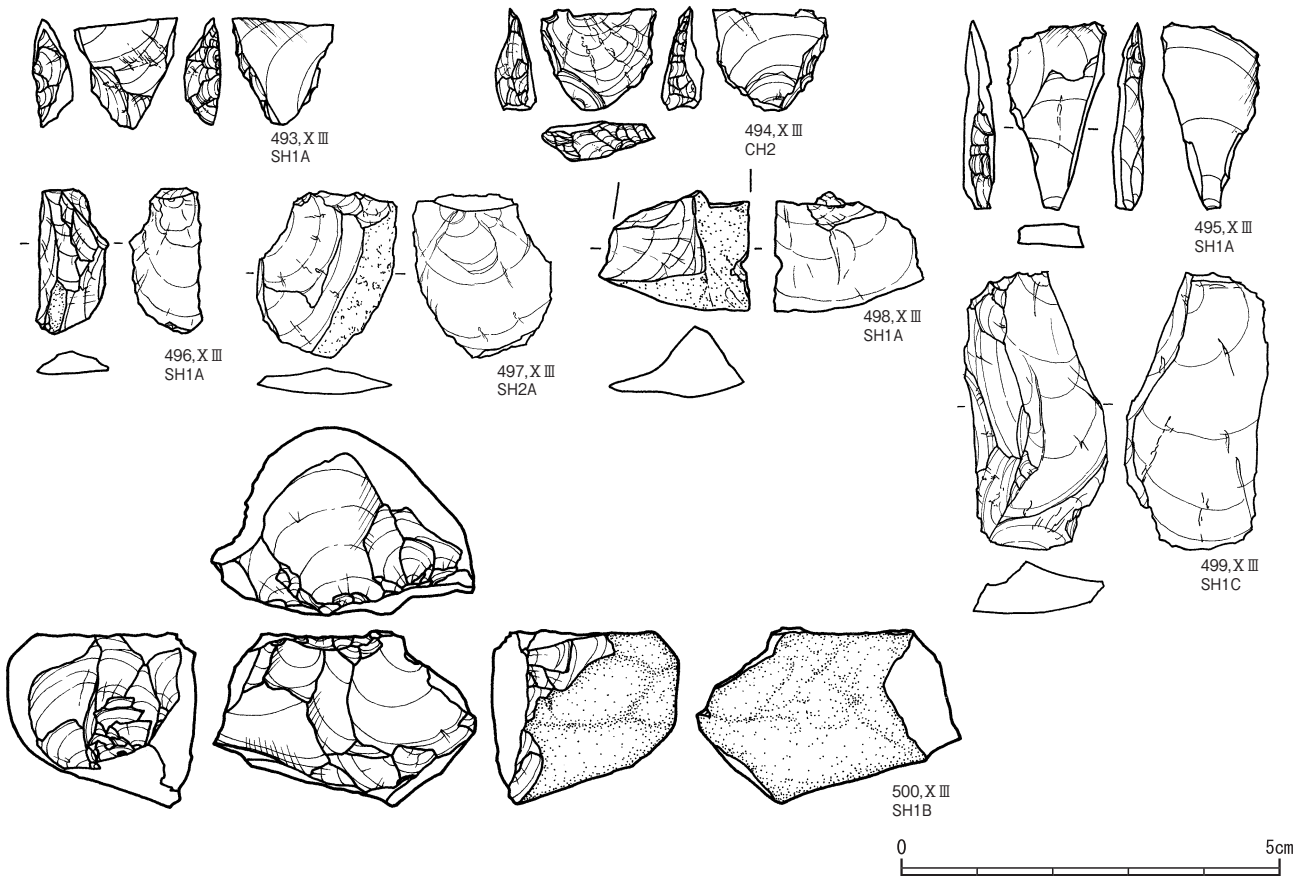 493,XⅢ
SH1A
494,XⅢ
CH2
495,XⅢ
SH1A
496,XⅢ
SH1A
497,XⅢ
SH2A
498,XⅢ
SH1A
499,XⅢ
SH1C
500,XⅢ
SH1B
0 5cm